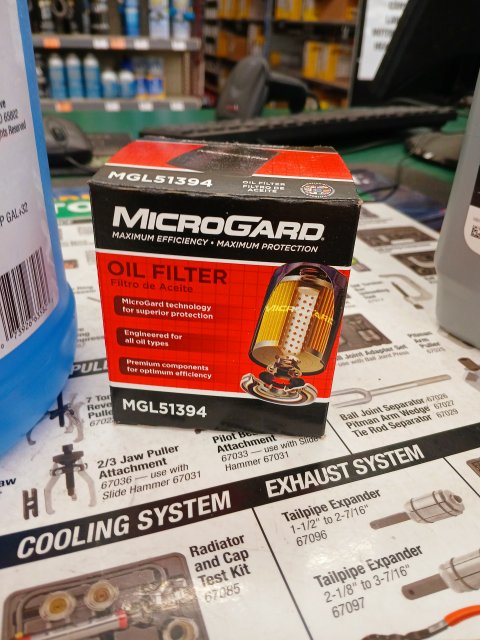 MGL51394
OIL FILTER
FILTRO DE
ACEITE
MICROGARD
MAXIMUM EFFICIENCY • MAXIMUM PROTECTION
OIL FILTER
Filtro de Aceite
MicroGard technology
for superior protection
Engineered for
all oil types
Premium components
for optimum efficiency
MICROGARD
MGL51394
P GAL+32
2/3 Jaw Puller
Attachment
67036 — use with
Slide Hammer 67031
Attachment
67033 — use with
Slide Hammer 67031
Ball Joint Separator 67026
Pitman Arm Wedge 67027
Tie Rod Separator 67029
COOLING SYSTEM
EXHAUST SYSTEM
Radiator
and Cap
Test Kit
67085
Tailpipe Expander
1-1/2" to 2-7/16"
67096
Tailpipe Expander
2-1/8" to 3-7/16"
67097